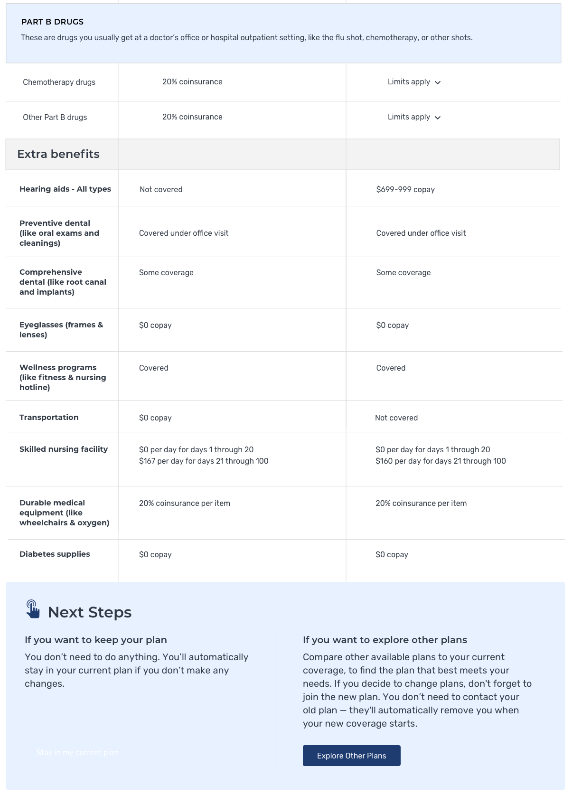 PART B DRUGS
These are drugs you usually get at a doctor's office or hospital outpatient setting, like the flu shot, chemotherapy, or other shots.
Chemotherapy drugs 20% coinsurance Limits apply
Other Part B drugs 20% coinsurance Limits apply
Extra benefits
Hearing aids - All types Not covered $699-999 copay
Preventive dental
(like oral exams and
cleanings)
Covered under office visit Covered under office visit
Comprehensive
dental (like root canal
and implants)
Some coverage Some coverage
Eyeglasses (frames &
lenses)
$0 copay $0 copay
Wellness programs
(like fitness & nursing
hotline)
Covered Covered
Transportation $0 copay Not covered
Skilled nursing facility
$0 per day for days 1 through 20
$167 per day for days 21 through 100
$0 per day for days 1 through 20
$160 per day for days 21 through 100
Durable medical
equipment (like
wheelchairs & oxygen)
20% coinsurance per item 20% coinsurance per item
Diabetes supplies $0 copay $0 copay
Next Steps
If you want to keep your plan
You don't need to do anything. You'll automatically
stay in your current plan if you don't make any
changes.
Stay in my current plan
If you want to explore other plans
Compare other available plans to your current
coverage, to find the plan that best meets your
needs. If you decide to change plans, don't forget to
join the new plan. You don't need to contact your
old plan — they'll automatically remove you when
your new coverage starts.
Explore Other Plans